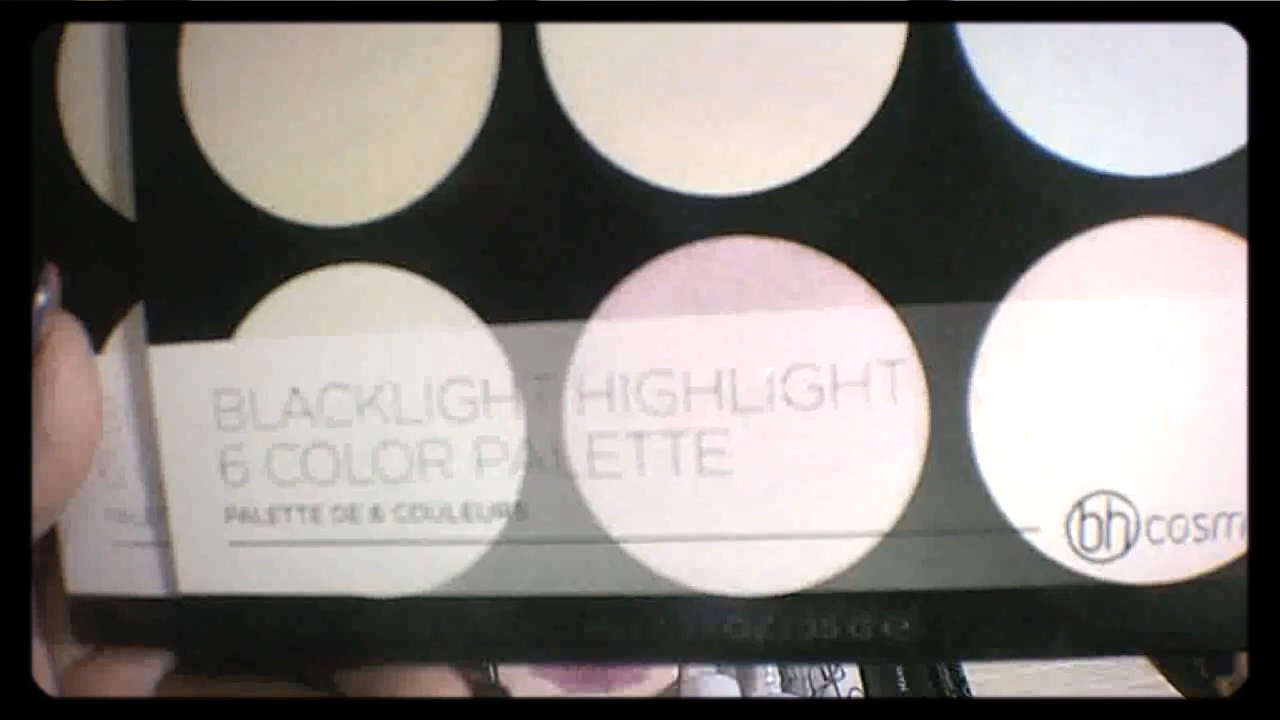 BLACKLIGHT HIGHLIGHT
6 COLOR PALETTE
PALETTE DE 6 COULEURS
bh cosm